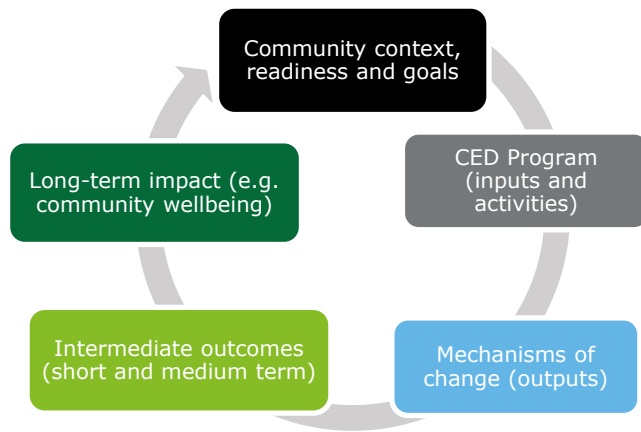 Community context,
readiness and goals
CED Program
(inputs and
activities)
Mechanisms of
change (outputs)
Intermediate outcomes
(short and medium term)
Long-term impact (e.g.
community wellbeing)